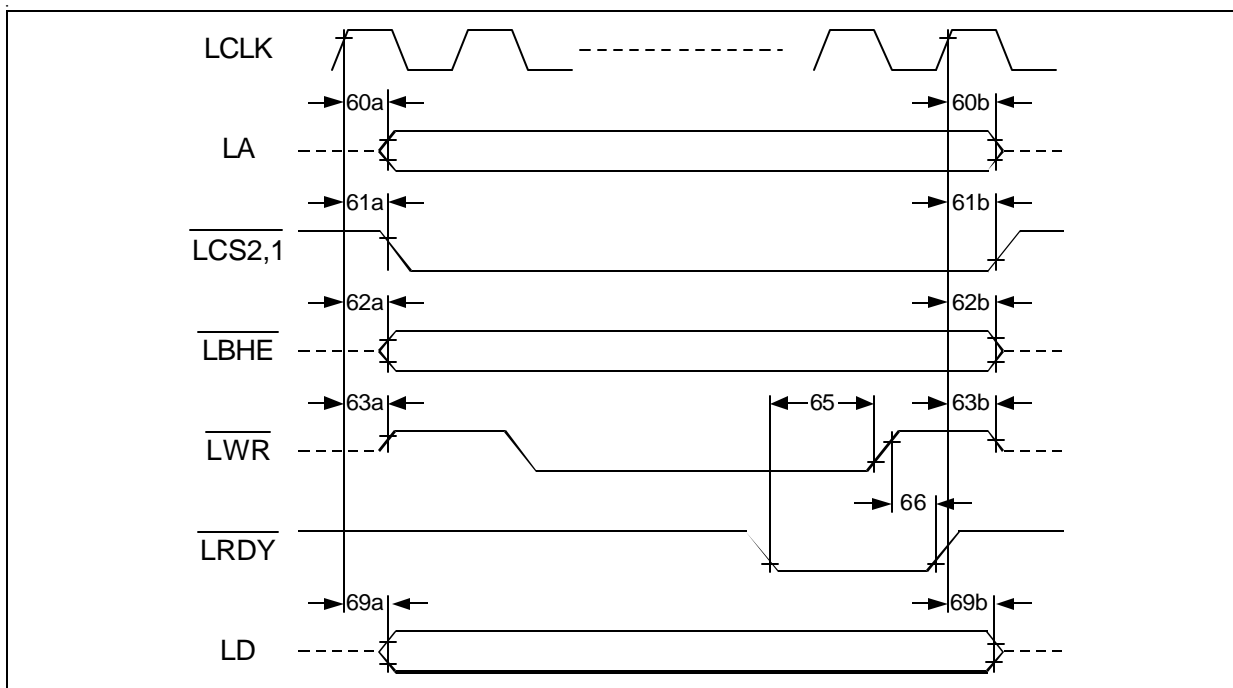 LCLK
60a 60b
LA
61a 61b
LCS2,1
62a 62b
LBHE
63a 65 63b
LWR
66
LRDY
69a 69b
LD